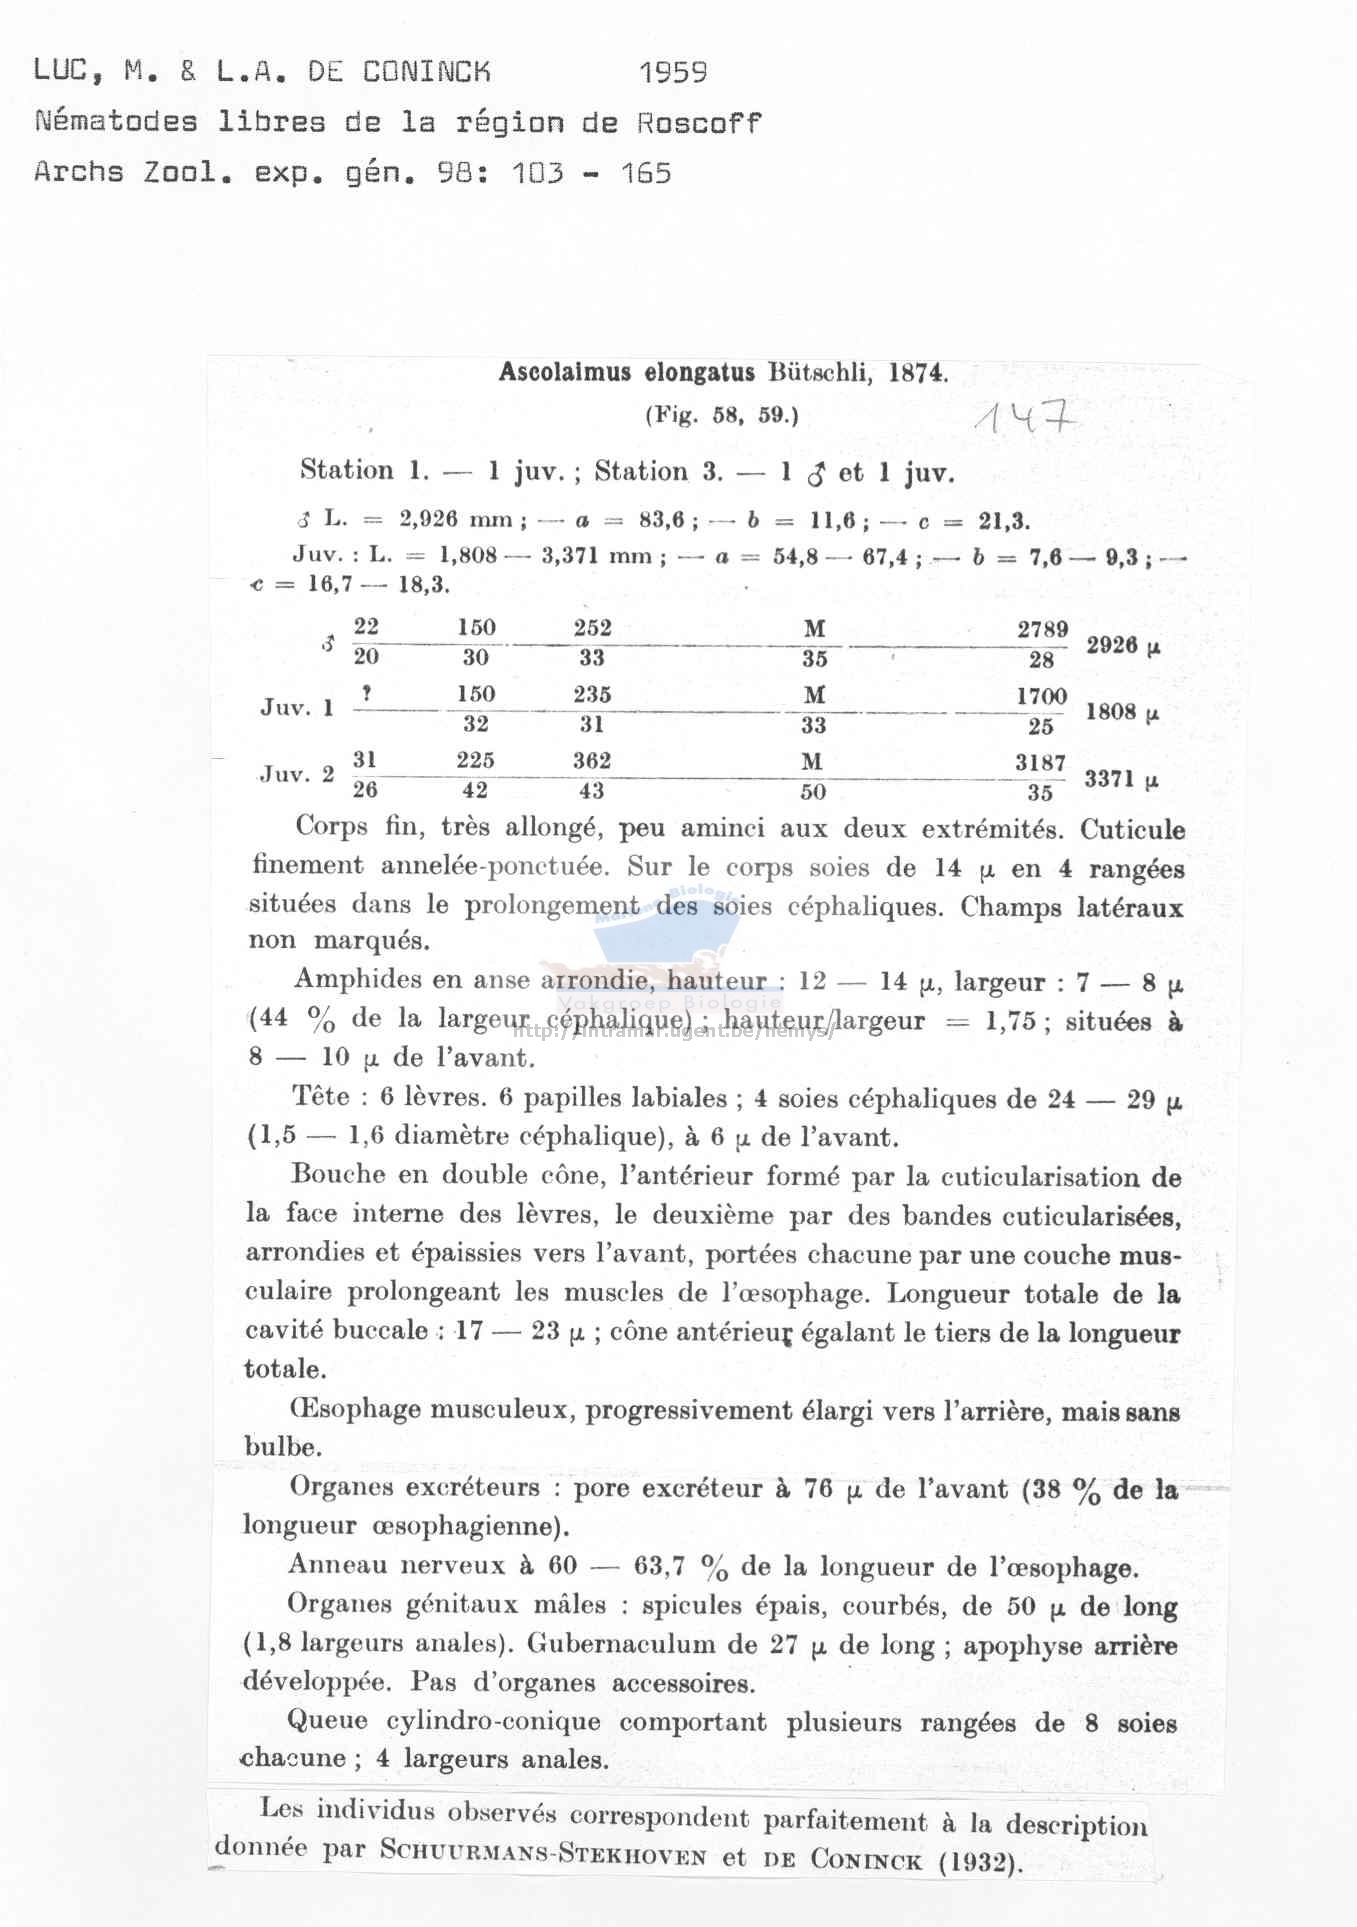 LUC, M. & L.A. DE CONINCK 1959
Nématodes libres de la région de Roscoff
Archs Zool. exp. gén. 98: 103 - 165
Ascolaimus elongatus Bütschli, 1874.
(Fig. 58, 59.)
147
Station 1. — 1 juv. ; Station 3. — 1 ♂ et 1 juv.
♂ L. = 2,926 mm ; — a = 83,6 ; — b = 11,6 ; — c = 21,3.
Juv. : L. = 1,808 — 3,371 mm ; — a = 54,8 — 67,4 ; — b = 7,6 — 9,3 ; —
c = 16,7 — 18,3.
22 150 252 M 2789
♂ 2926 μ
20 30 33 35 28
? 150 235 M 1700
Juv. 1 1808 μ
32 31 33 25
31 225 362 M 3187
Juv. 2 3371 μ
26 42 43 50 35
Corps fin, très allongé, peu aminci aux deux extrémités. Cuticule
finement annelée-ponctuée. Sur le corps soies de 14 μ en 4 rangées
situées dans le prolongement des soies céphaliques. Champs latéraux
non marqués.
Marine Biologie
Amphides en anse arrondie, hauteur : 12 — 14 μ, largeur : 7 — 8 μ
Vakgroep Biologie
(44 % de la largeur céphalique) ; hauteur/largeur = 1,75 ; situées à
http://intramar.ugent.be/nemys/
8 — 10 μ de l'avant.
Tête : 6 lèvres. 6 papilles labiales ; 4 soies céphaliques de 24 — 29 μ
(1,5 — 1,6 diamètre céphalique), à 6 μ de l'avant.
Bouche en double cône, l'antérieur formé par la cuticularisation de
la face interne des lèvres, le deuxième par des bandes cuticularisées,
arrondies et épaissies vers l'avant, portées chacune par une couche mus-
culaire prolongeant les muscles de l'œsophage. Longueur totale de la
cavité buccale : 17 — 23 μ ; cône antérieur égalant le tiers de la longueur
totale.
Œsophage musculeux, progressivement élargi vers l'arrière, mais sans
bulbe.
Organes excréteurs : pore excréteur à 76 μ de l'avant (38 % de la
longueur œsophagienne).
Anneau nerveux à 60 — 63,7 % de la longueur de l'œsophage.
Organes génitaux mâles : spicules épais, courbés, de 50 μ de long
(1,8 largeurs anales). Gubernaculum de 27 μ de long ; apophyse arrière
développée. Pas d'organes accessoires.
Queue cylindro-conique comportant plusieurs rangées de 8 soies
chacune ; 4 largeurs anales.
Les individus observés correspondent parfaitement à la description
donnée par SCHUURMANS-STEKHOVEN et DE CONINCK (1932).